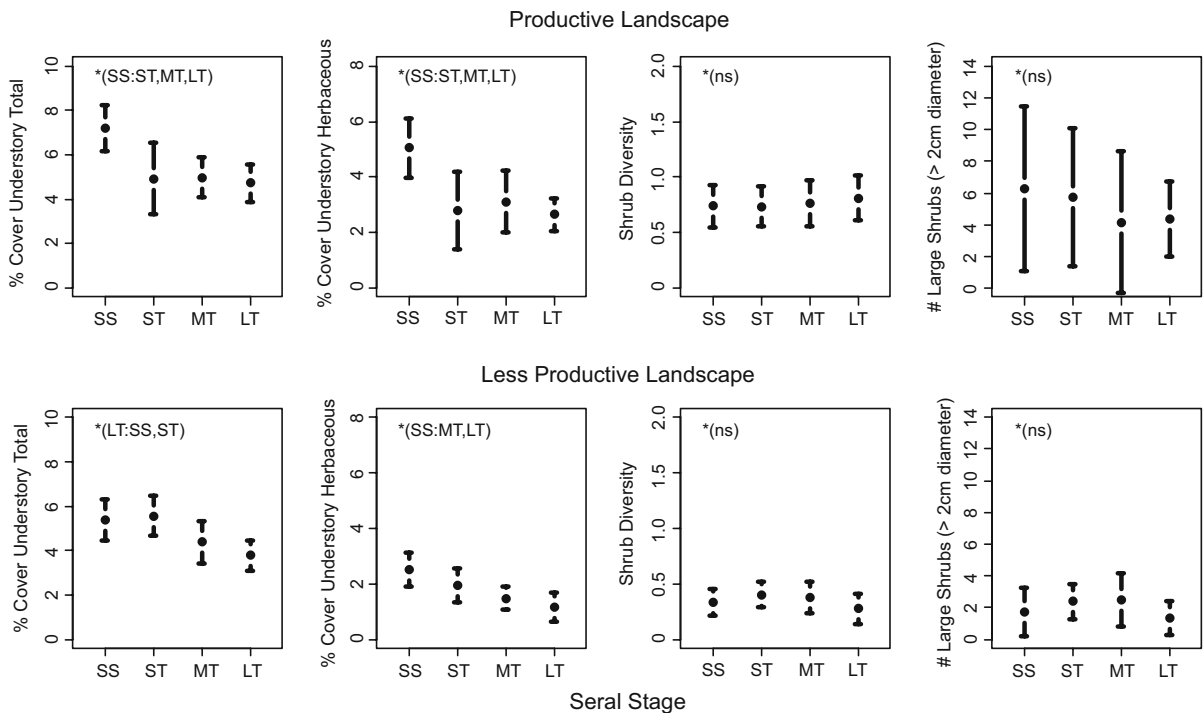 Productive Landscape
% Cover Understory Total
0 2 4 6 8 10
*(SS:ST,MT,LT)
SS ST MT LT
% Cover Understory Herbaceous
0 2 4 6 8
*(SS:ST,MT,LT)
SS ST MT LT
Shrub Diversity
0 0.5 1.0 1.5 2.0
*(ns)
SS ST MT LT
# Large Shrubs (> 2cm diameter)
0 2 4 6 8 10 12 14
*(ns)
SS ST MT LT
Less Productive Landscape
% Cover Understory Total
0 2 4 6 8 10
*(LT:SS,ST)
SS ST MT LT
% Cover Understory Herbaceous
0 2 4 6 8
*(SS:MT,LT)
SS ST MT LT
Shrub Diversity
0 0.5 1.0 1.5 2.0
*(ns)
SS ST MT LT
# Large Shrubs (> 2cm diameter)
0 2 4 6 8 10 12 14
*(ns)
SS ST MT LT
Seral Stage